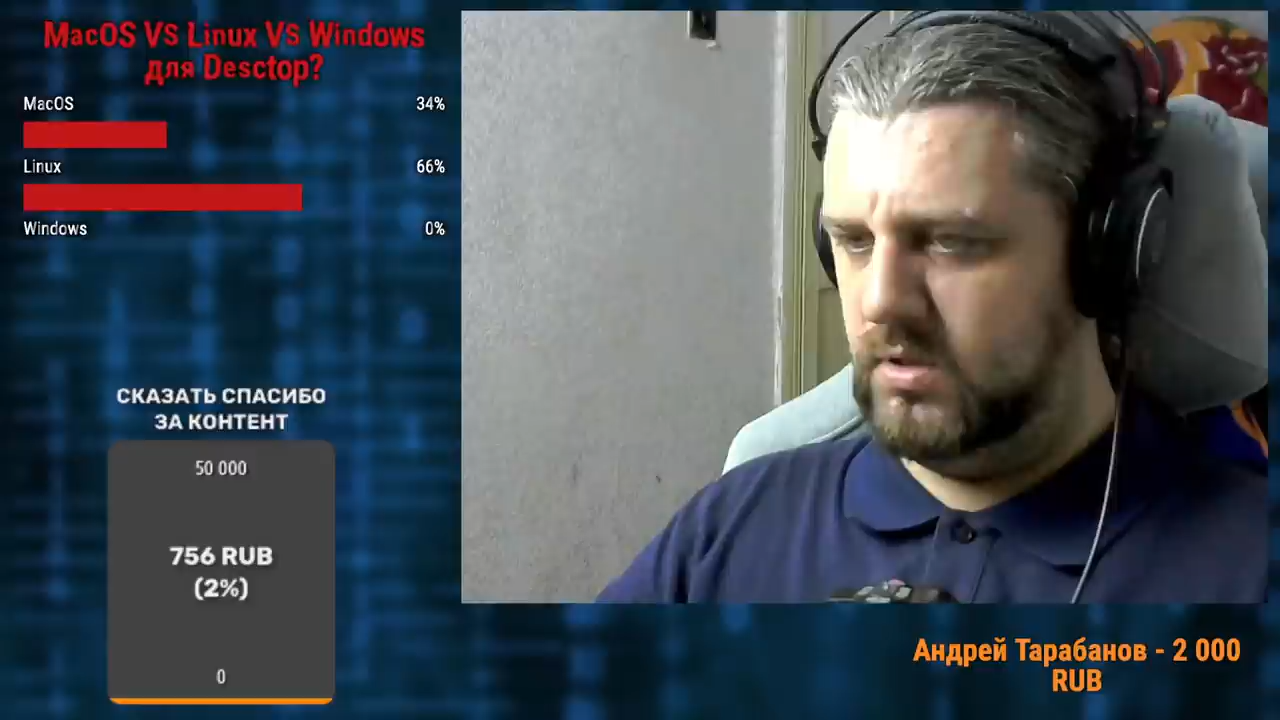 MacOS VS Linux VS Windows
для Desctop?
MacOS 34%
Linux 66%
Windows 0%
СКАЗАТЬ СПАСИБО
ЗА КОНТЕНТ
50 000
756 RUB
(2%)
0
Андрей Тарабанов - 2 000
RUB